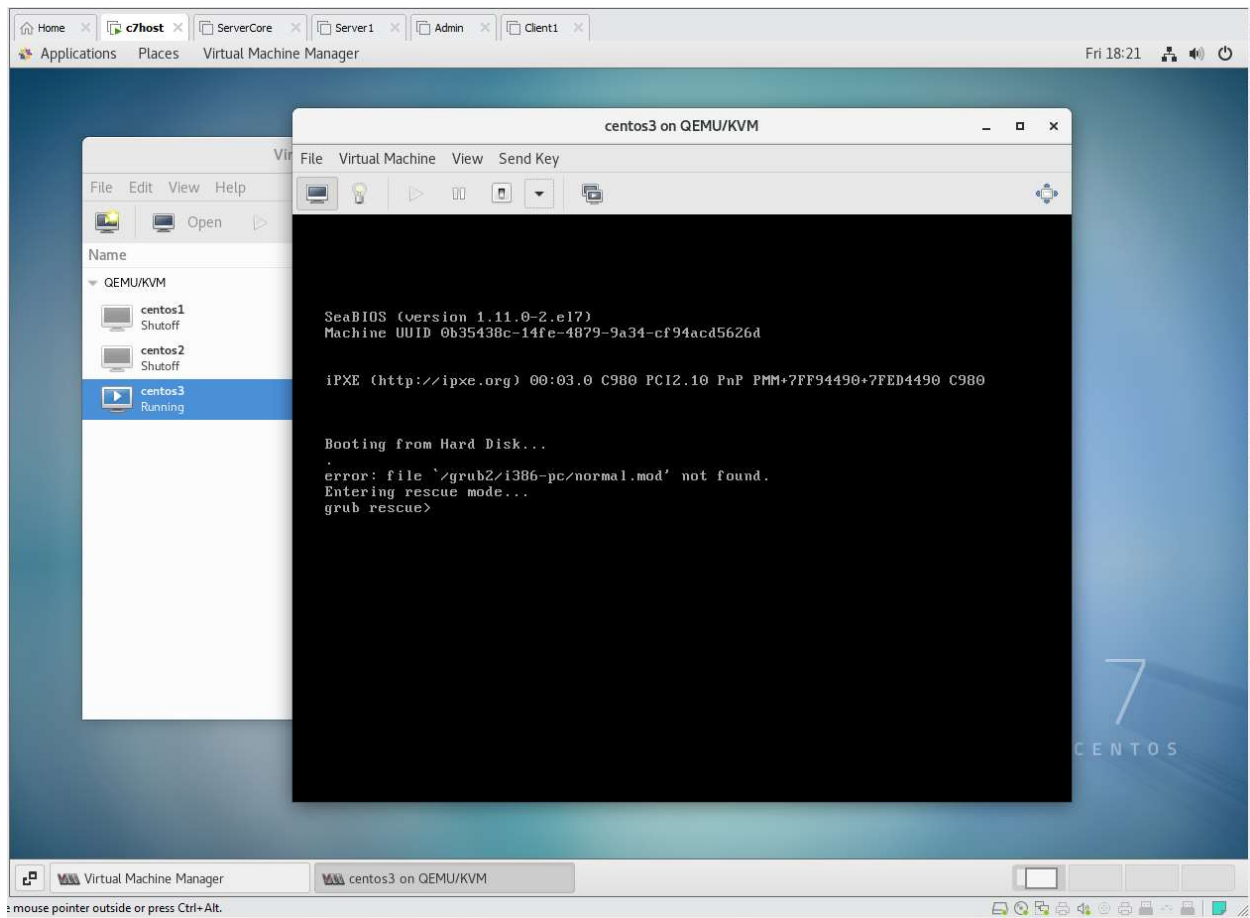 Home
c7host
ServerCore
Server1
Admin
Client1
Applications Places Virtual Machine Manager
Fri 18:21
Vir
File Edit View Help
Open
Name
QEMU/KVM
centos1
Shutoff
centos2
Shutoff
centos3
Running
centos3 on QEMU/KVM
File Virtual Machine View Send Key
SeaBIOS (version 1.11.0-2.el7)
Machine UUID 0b35438c-14fe-4879-9a34-cf94acd5626d
iPXE (http://ipxe.org) 00:03.0 C980 PCI2.10 PnP PMM+7FF94490+7FED4490 C980
Booting from Hard Disk...
.
error: file `/grub2/i386-pc/normal.mod' not found.
Entering rescue mode...
grub rescue>
7
CENTOS
Virtual Machine Manager
centos3 on QEMU/KVM
e mouse pointer outside or press Ctrl+Alt.